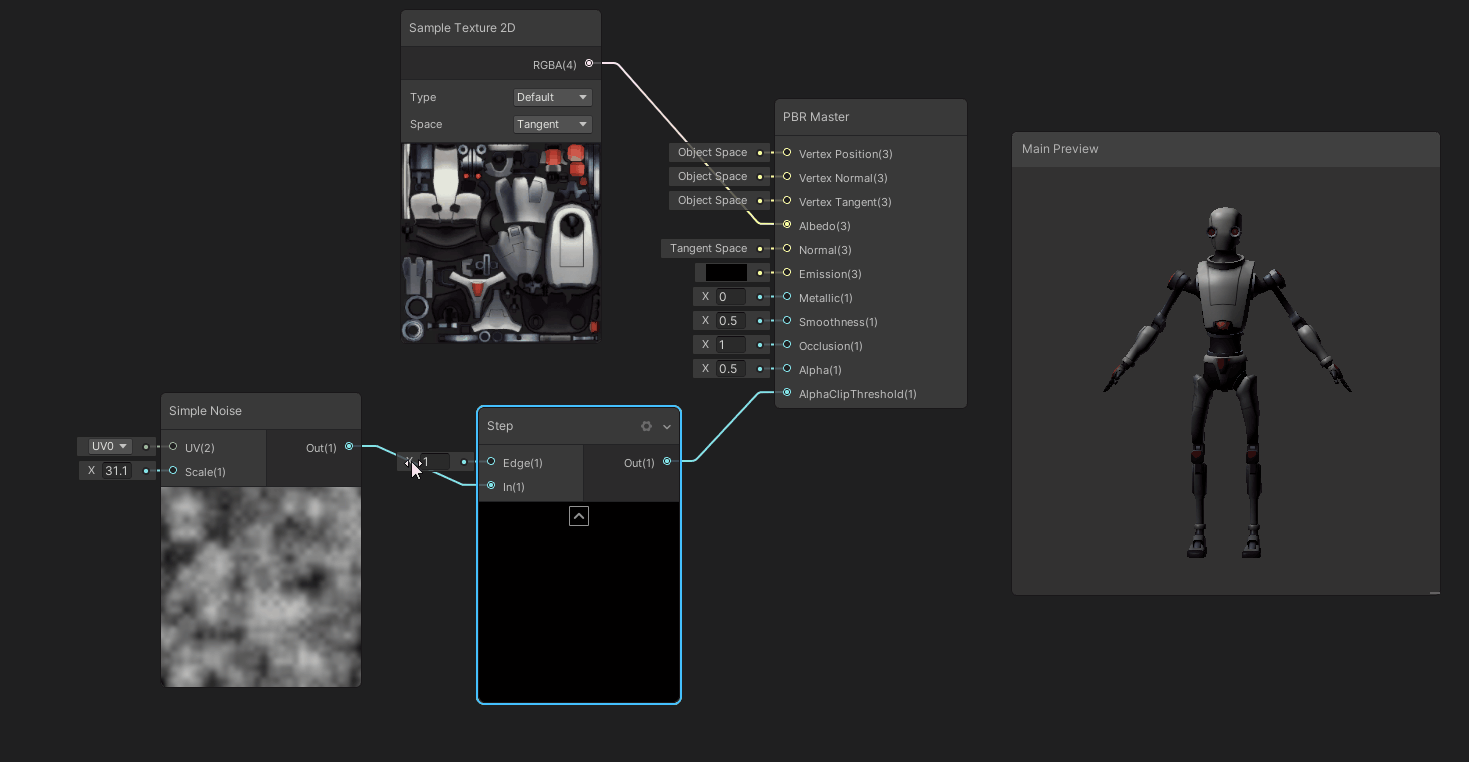 Sample Texture 2D
RGBA(4)
Type
Default
Space
Tangent
PBR Master
Object Space
Vertex Position(3)
Object Space
Vertex Normal(3)
Object Space
Vertex Tangent(3)
Albedo(3)
Tangent Space
Normal(3)
Emission(3)
X 0
Metallic(1)
X 0.5
Smoothness(1)
X 1
Occlusion(1)
X 0.5
Alpha(1)
AlphaClipThreshold(1)
Main Preview
Simple Noise
UV0
UV(2)
Out(1)
X 31.1
Scale(1)
Step
X 1
Edge(1)
Out(1)
In(1)